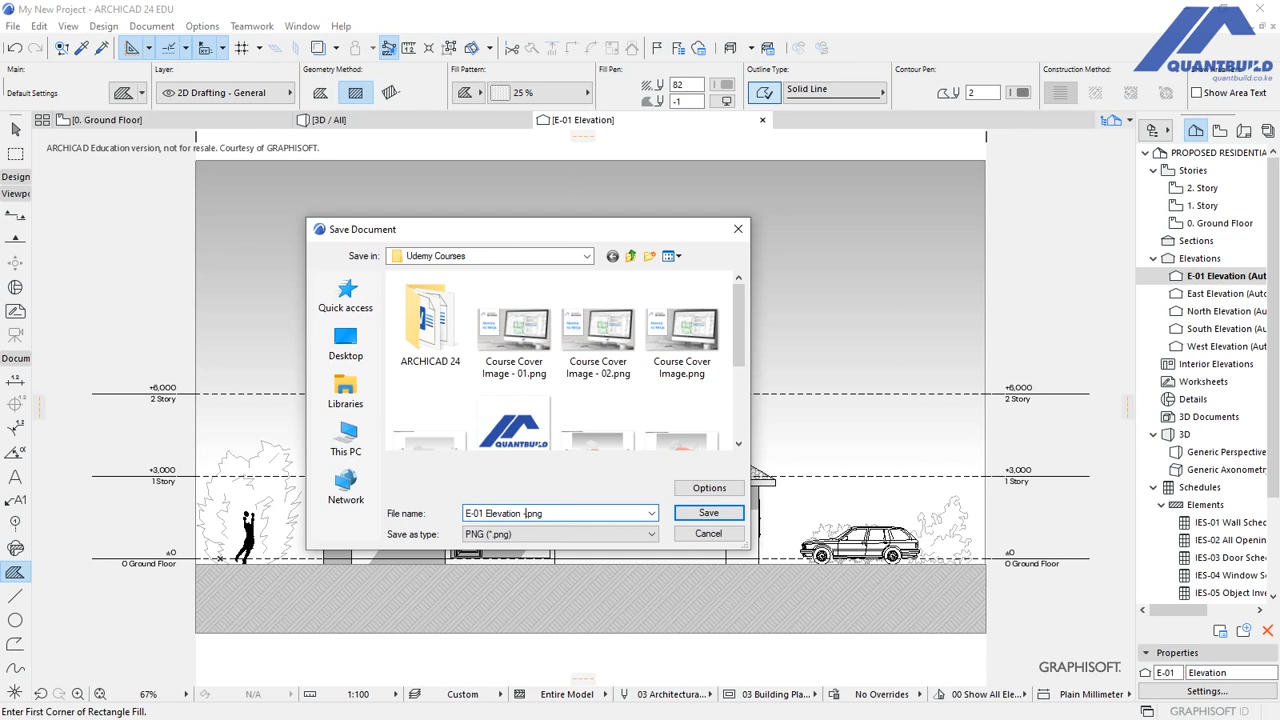 My New Project - ARCHICAD 24 EDU
File Edit View Design Document Options Teamwork Window Help
QUANTBUILD
quantbuild.co.ke
Main:
Default Settings
Layer:
2D Drafting - General
Geometry Method:
Fill Pattern:
25 %
Fill Pen:
82
-1
Outline Type:
Solid Line
Contour Pen:
2
Construction Method:
Show Area Text
[0. Ground Floor]
[3D / All]
[E-01 Elevation]
ARCHICAD Education version, not for resale. Courtesy of GRAPHISOFT.
Design
Viewp
Docum
Save Document
Save in:
Udemy Courses
Quick access
Desktop
Libraries
This PC
Network
ARCHICAD 24
Course Cover
Image - 01.png
Course Cover
Image - 02.png
Course Cover
Image.png
QUANTBUILD
Options
File name:
E-01 Elevation -.png
Save
Save as type:
PNG (*.png)
Cancel
+6,000
2 Story
+3,000
1 Story
±0
0 Ground Floor
+6,000
2 Story
+3,000
1 Story
±0
0 Ground Floor
GRAPHISOFT.
PROPOSED RESIDENTIA
Stories
2. Story
1. Story
0. Ground Floor
Sections
Elevations
E-01 Elevation (Aut
East Elevation (Auto
North Elevation (Au
South Elevation (Au
West Elevation (Aut
Interior Elevations
Worksheets
Details
3D Documents
3D
Generic Perspective
Generic Axonometr
Schedules
Elements
IES-01 Wall Sched
IES-02 All Opening
IES-03 Door Sche
IES-04 Window S
IES-05 Object Inve
Properties
E-01
Elevation
Settings...
67%
N/A
1:100
Custom
Entire Model
03 Architectura...
03 Building Pla...
No Overrides
00 Show All Ele...
Plain Millimeter
Enter First Corner of Rectangle Fill.
GRAPHISOFT ID